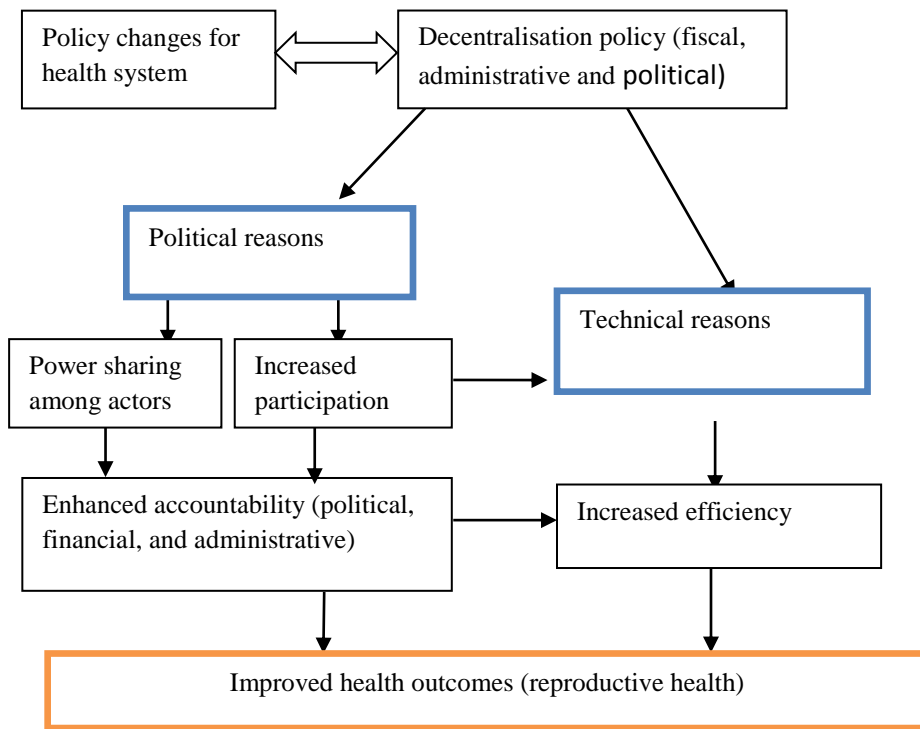 Policy changes for
health system
Decentralisation policy (fiscal,
administrative and political)
Political reasons
Technical reasons
Power sharing
among actors
Increased
participation
Enhanced accountability (political,
financial, and administrative)
Increased efficiency
Improved health outcomes (reproductive health)